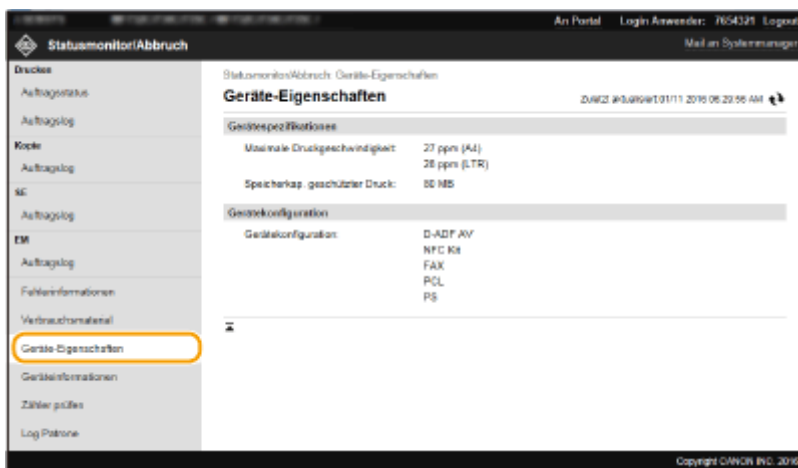 An Portal Login Anwender: 7654321 Logout
Statusmonitor/Abbruch
Mail an Systemmanager
Drucken
Auftragsstatus
Auftragslog
Kopie
Auftragslog
SE
Auftragslog
EM
Auftragslog
Fehlerinformationen
Verbrauchsmaterial
Geräte-Eigenschaften
Geräteinformationen
Zähler prüfen
Log Patrone
Statusmonitor/Abbruch: Geräte-Eigenschaften
Geräte-Eigenschaften
Zuletzt aktualisiert:01/11 2016 06:29:56 AM
Gerätespezifikationen
Maximale Druckgeschwindigkeit: 27 ppm (A4)
28 ppm (LTR)
Speicherkap. geschützter Druck: 80 MB
Gerätekonfiguration
Gerätekonfiguration: D-ADF AV
NFC Kit
FAX
PCL
PS
Copyright CANON INC. 2016